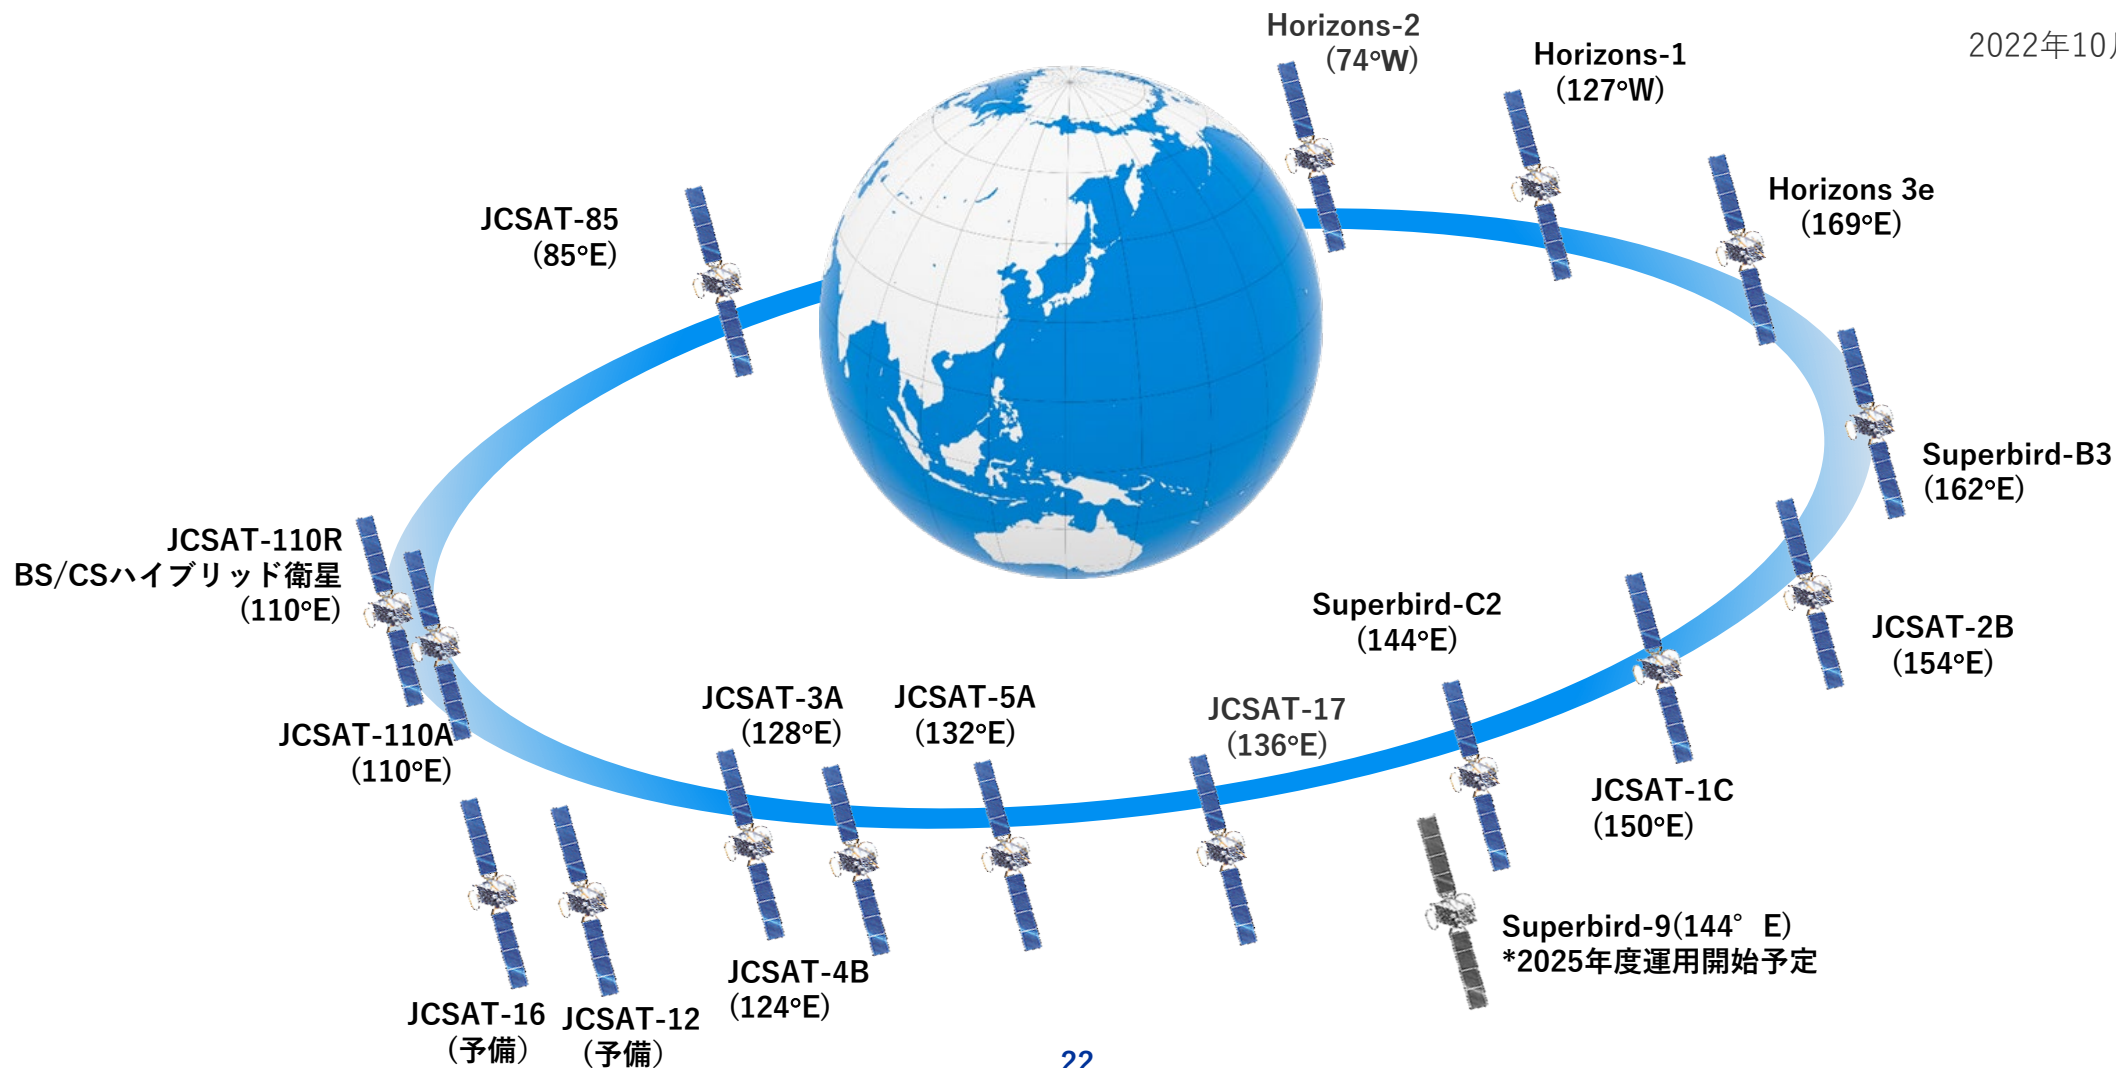 Horizons-2
(74°W)
Horizons-1
(127°W)
2022年10
Horizons 3e
(169°E)
JCSAT-85
(85°E)
Superbird-B3
(162°E)
JCSAT-110R
BS/CSハイブリッド衛星
(110°E)
Superbird-C2
(144°E)
JCSAT-2B
(154°E)
JCSAT-110A
(110°E)
JCSAT-3A
(128°E)
JCSAT-5A
(132°E)
JCSAT-17
(136°E)
JCSAT-1C
(150°E)
Superbird-9(144°E)
*2025年度運用開始予定
JCSAT-4B
(124°E)
JCSAT-16
(予備)
JCSAT-12
(予備)
22